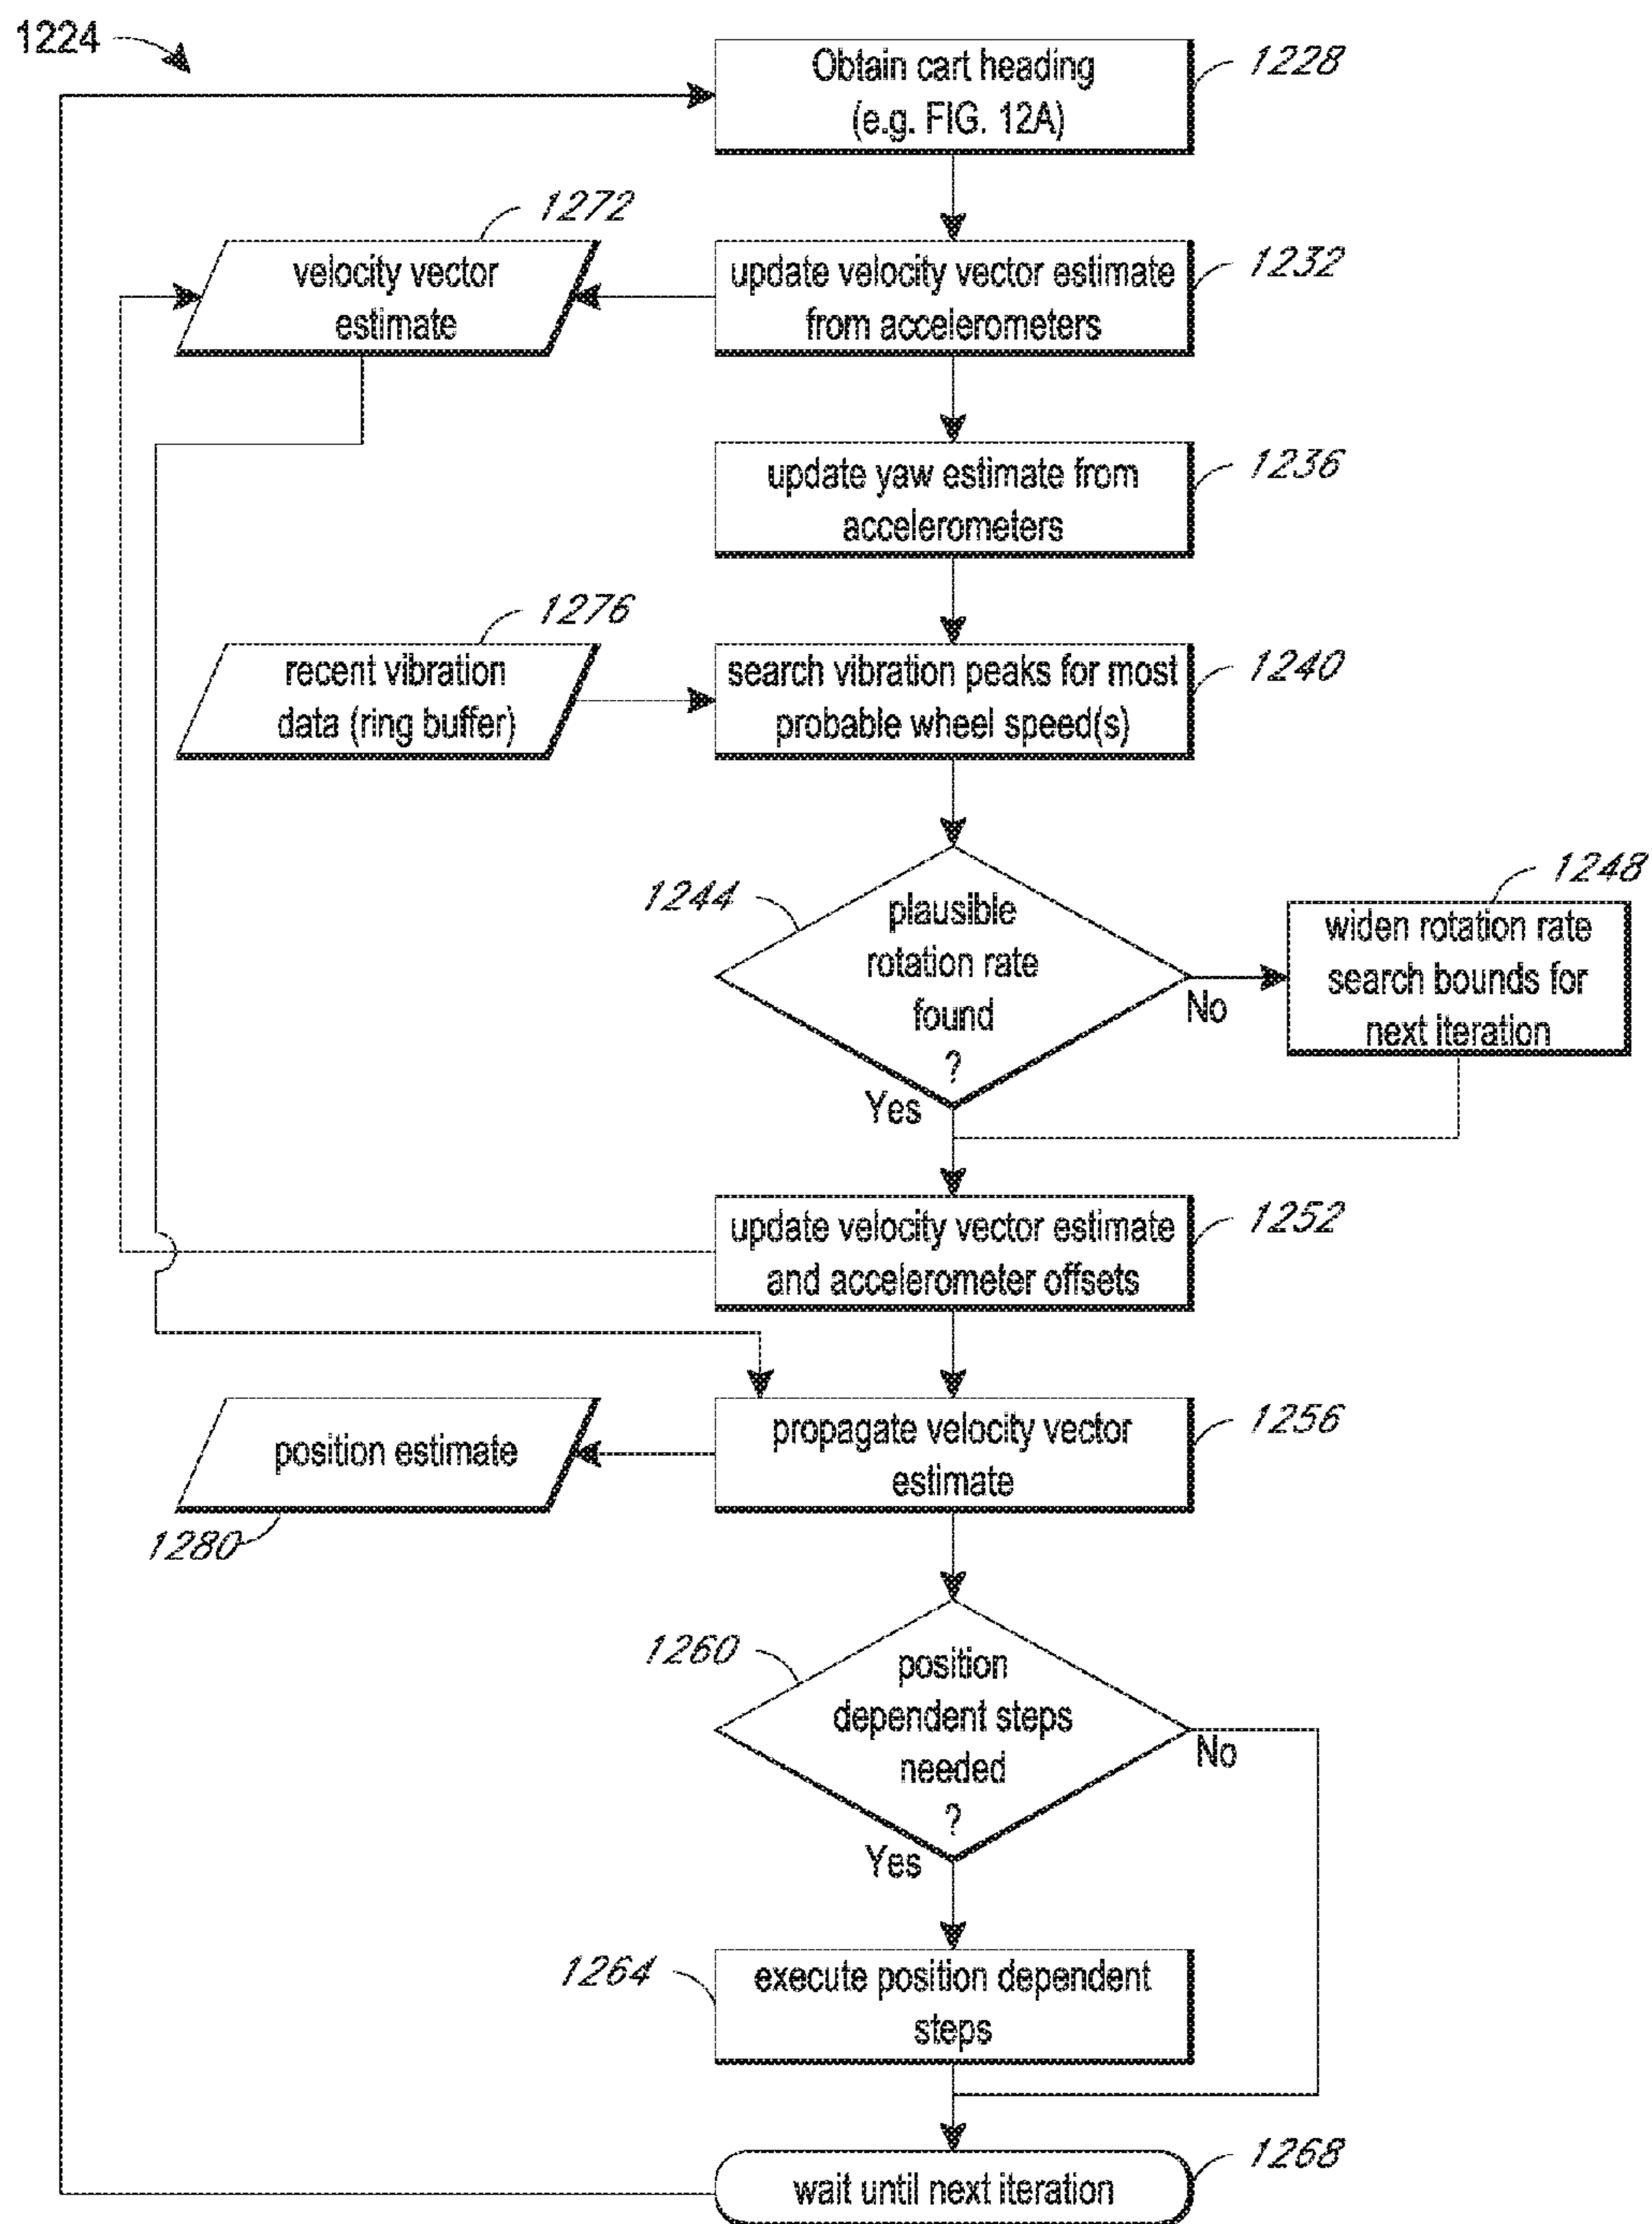 1224
Obtain cart heading
(e.g. FIG. 12A)
1228
1272
velocity vector
estimate
update velocity vector estimate
from accelerometers
1232
update yaw estimate from
accelerometers
1236
1276
recent vibration
data (ring buffer)
search vibration peaks for most
probable wheel speed(s)
1240
1244
plausible
rotation rate
found
?
Yes
No
1248
widen rotation rate
search bounds for
next iteration
update velocity vector estimate
and accelerometer offsets
1252
propagate velocity vector
estimate
1256
position estimate
1280
1260
position
dependent steps
needed
?
Yes
No
1264
execute position dependent
steps
wait until next iteration
1268